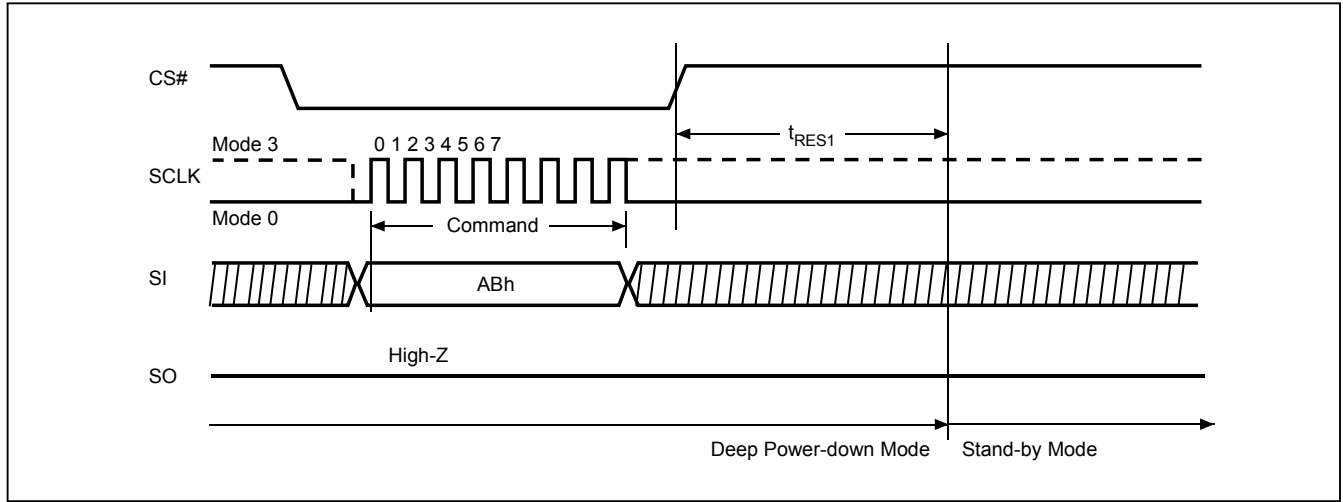 CS#
t_RES1
Mode 3
0 1 2 3 4 5 6 7
SCLK
Mode 0
Command
SI
ABh
High-Z
SO
Deep Power-down Mode
Stand-by Mode